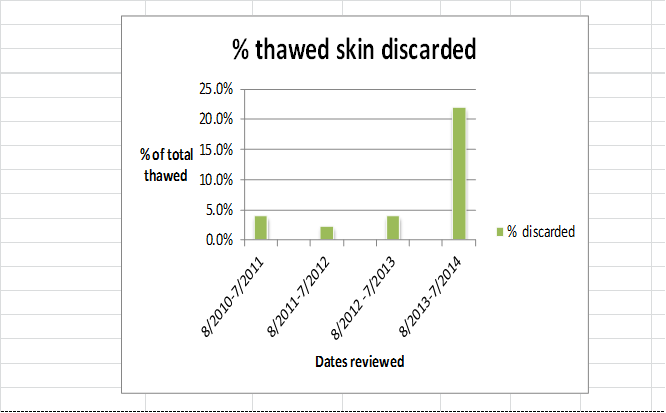 % thawed skin discarded
25.0%
20.0%
15.0%
10.0%
5.0%
0.0%
% of total
thawed
8/2010-7/2011
8/2011-7/2012
8/2012 -7/2013
8/2013-7/2014
% discarded
Dates reviewed